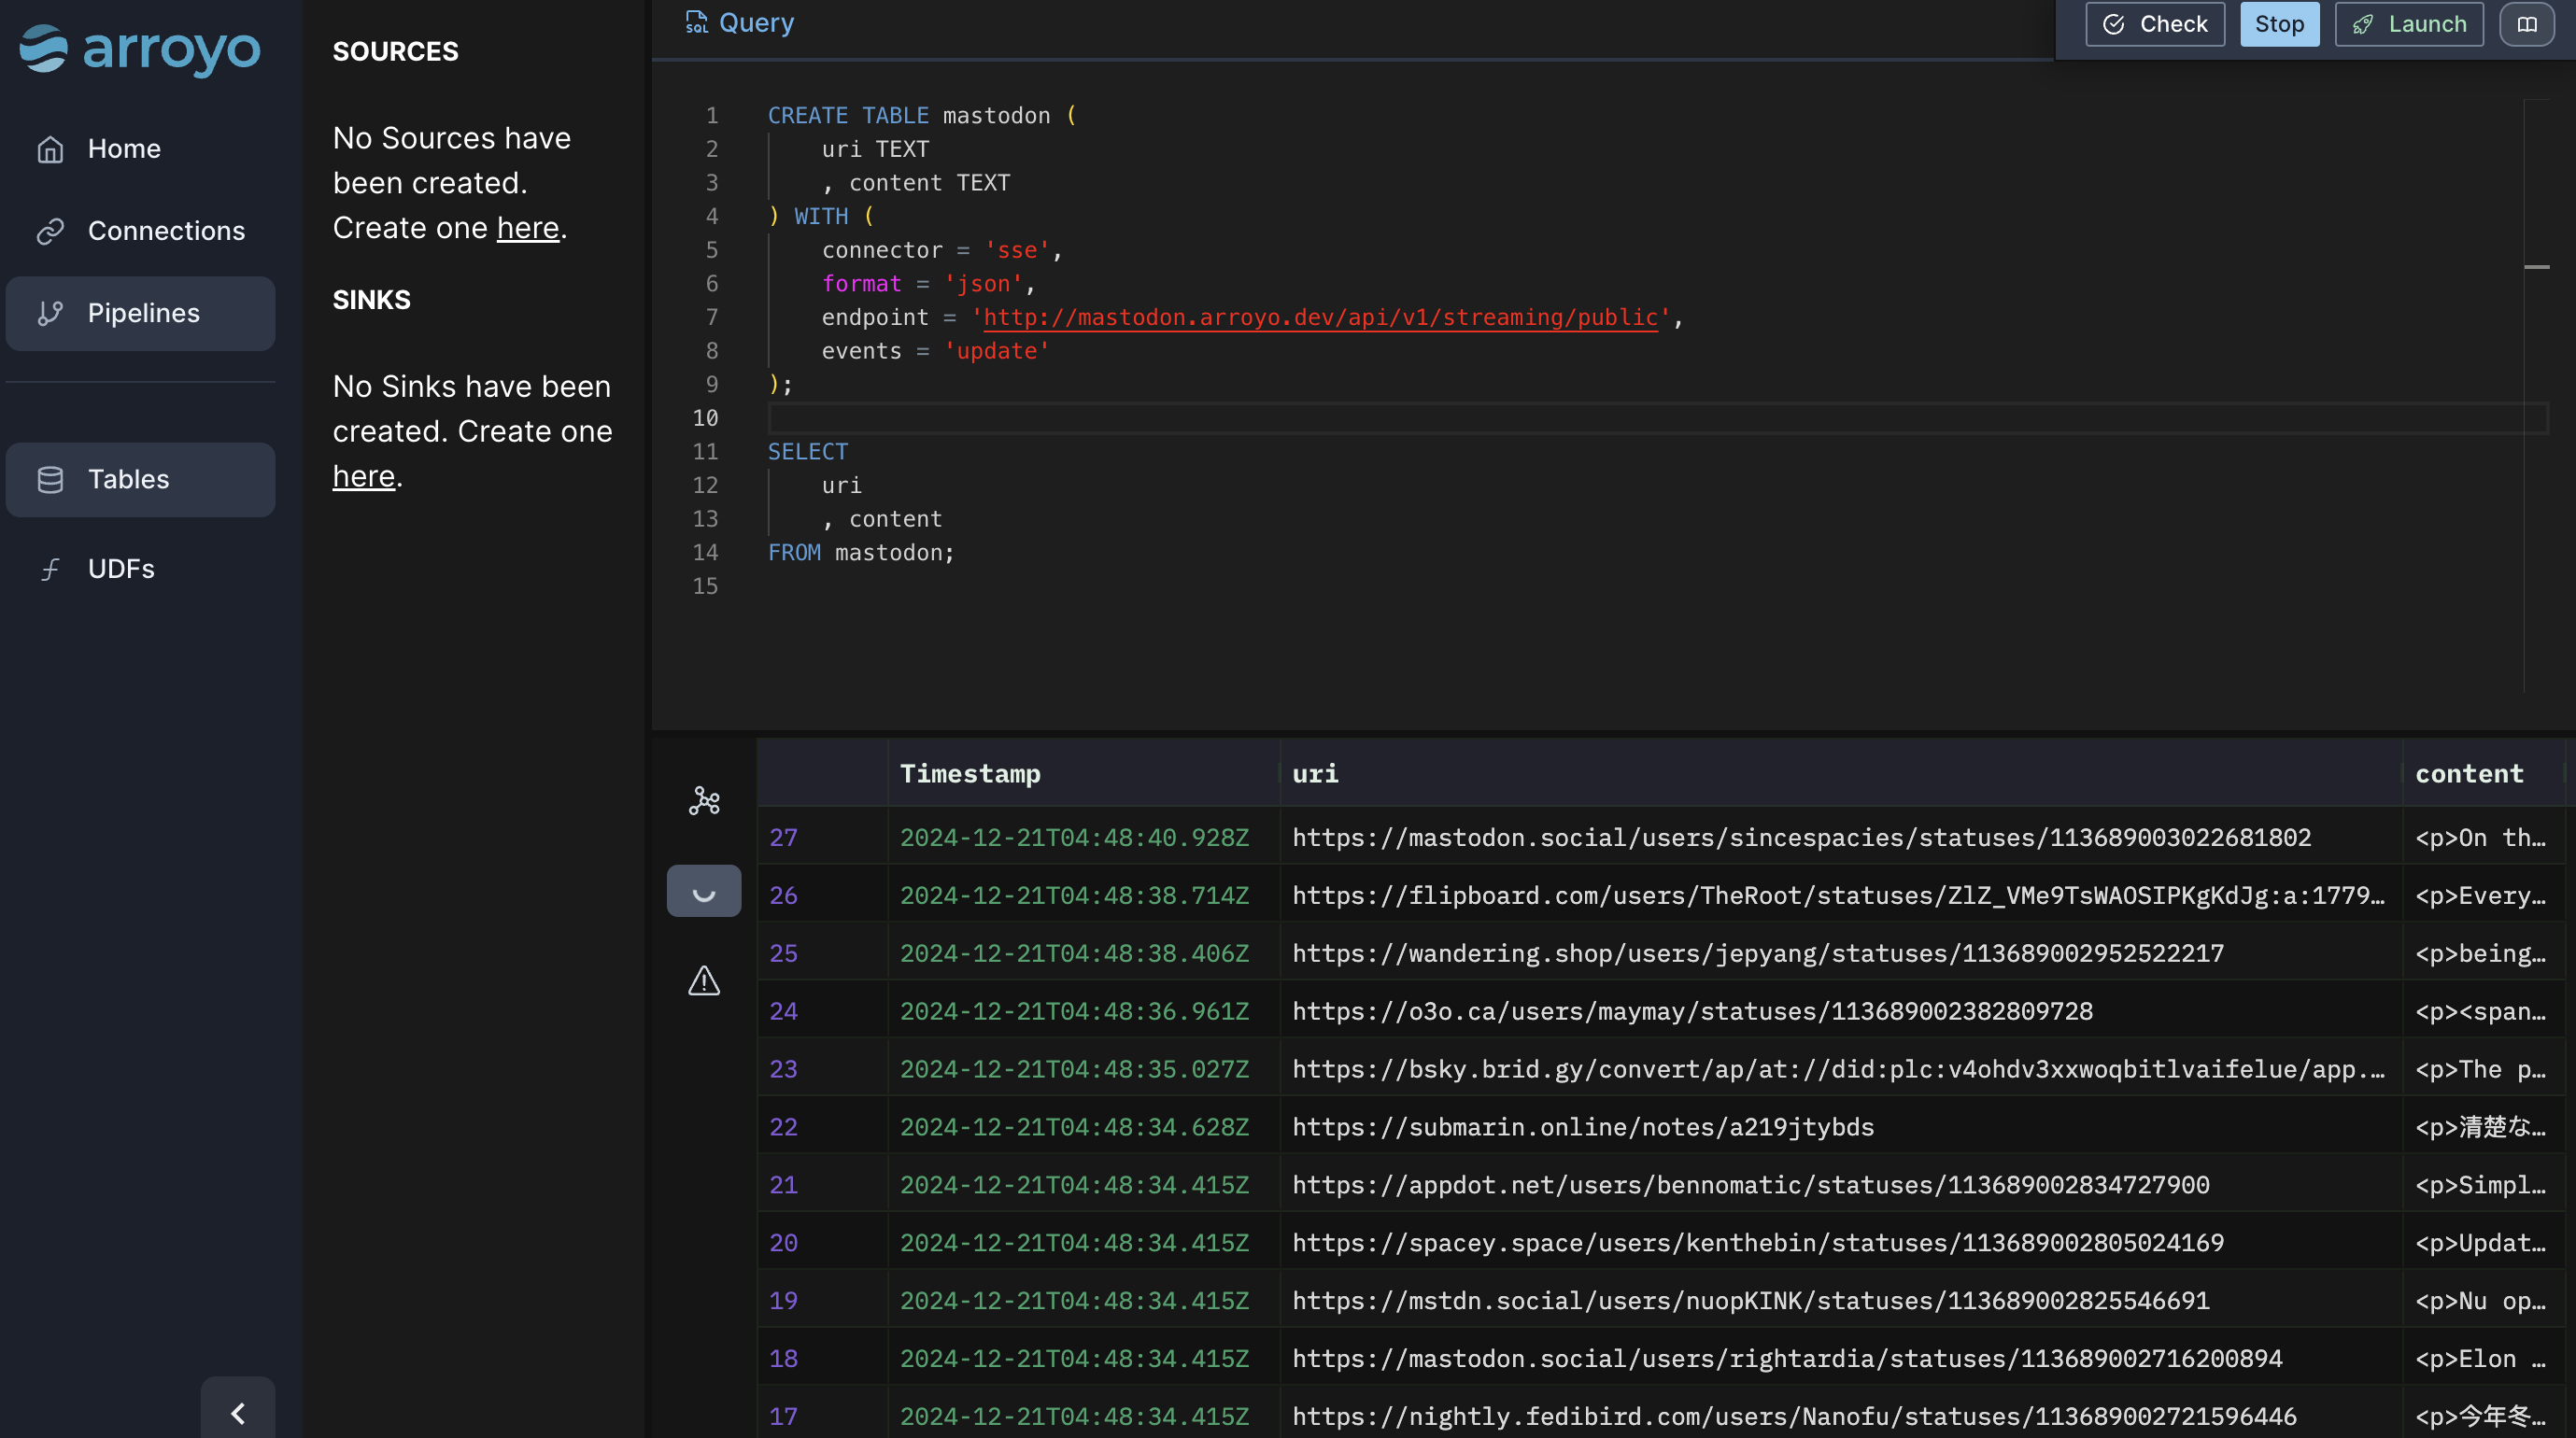 arroyo
Home
Connections
Pipelines
Tables
UDFs
SOURCES
No Sources have
been created.
Create one here.
SINKS
No Sinks have been
created. Create one
here.
SQL Query
Check
Stop
Launch
1 CREATE TABLE mastodon (
2 uri TEXT
3 , content TEXT
4 ) WITH (
5 connector = 'sse',
6 format = 'json',
7 endpoint = 'http://mastodon.arroyo.dev/api/v1/streaming/public',
8 events = 'update'
9 );
10
11 SELECT
12 uri
13 , content
14 FROM mastodon;
15
Timestamp uri content
27 2024-12-21T04:48:40.928Z https://mastodon.social/users/sincespacies/statuses/113689003022681802 <p>On th…
26 2024-12-21T04:48:38.714Z https://flipboard.com/users/TheRoot/statuses/ZlZ_VMe9TsWAOSIPKgKdJg:a:1779… <p>Every…
25 2024-12-21T04:48:38.406Z https://wandering.shop/users/jepyang/statuses/113689002952522217 <p>being…
24 2024-12-21T04:48:36.961Z https://o3o.ca/users/maymay/statuses/113689002382809728 <p><span…
23 2024-12-21T04:48:35.027Z https://bsky.brid.gy/convert/ap/at://did:plc:v4ohdv3xxwoqbitlvaifelue/app.… <p>The p…
22 2024-12-21T04:48:34.628Z https://submarin.online/notes/a219jtybds <p>清楚な…
21 2024-12-21T04:48:34.415Z https://appdot.net/users/bennomatic/statuses/113689002834727900 <p>Simpl…
20 2024-12-21T04:48:34.415Z https://spacey.space/users/kenthebin/statuses/113689002805024169 <p>Updat…
19 2024-12-21T04:48:34.415Z https://mstdn.social/users/nuopKINK/statuses/113689002825546691 <p>Nu op…
18 2024-12-21T04:48:34.415Z https://mastodon.social/users/rightardia/statuses/113689002716200894 <p>Elon …
17 2024-12-21T04:48:34.415Z https://nightly.fedibird.com/users/Nanofu/statuses/113689002721596446 <p>今年冬…